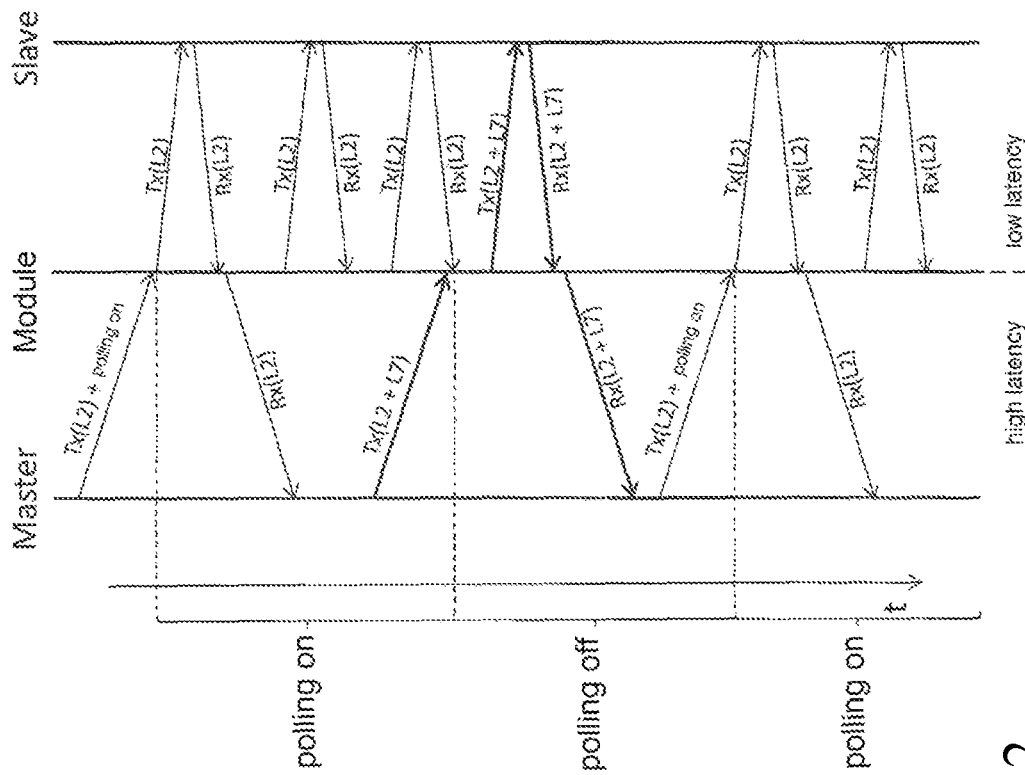 Master
Module
Slave
Tx(L2) + polling on
Tx(L2)
Rx(L2)
Rx(L2)
Tx(L2)
Rx(L2)
Tx(L2 + L7)
Tx(L2)
Rx(L2)
Tx(L2 + L7)
Rx(L2 + L7)
Rx(L2 + L7)
Tx(L2) + polling on
Tx(L2)
Rx(L2)
Rx(L2)
Tx(L2)
Rx(L2)
polling on
polling off
polling on
t
high latency
low latency